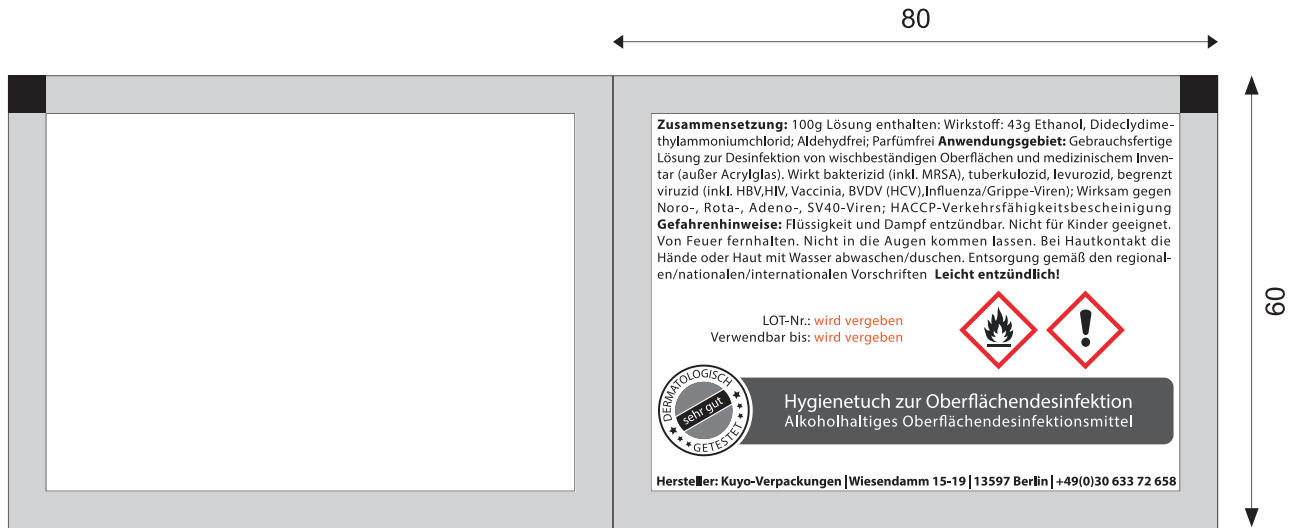 80
Zusammensetzung: 100g Lösung enthalten: Wirkstoff: 43g Ethanol, Dideclydime-
thylammoniumchlorid; Aldehydfrei; Parfümfrei Anwendungsgebiet: Gebrauchsfertige
Lösung zur Desinfektion von wischbeständigen Oberflächen und medizinischem Inven-
tar (außer Acrylglas). Wirkt bakterizid (inkl. MRSA), tuberkulozid, levurozid, begrenzt
viruzid (inkl. HBV,HIV, Vaccinia, BVDV (HCV),Influenza/Grippe-Viren); Wirksam gegen
Noro-, Rota-, Adeno-, SV40-Viren; HACCP-Verkehrsfähigkeitsbescheinigung
Gefahrenhinweise: Flüssigkeit und Dampf entzündbar. Nicht für Kinder geeignet.
Von Feuer fernhalten. Nicht in die Augen kommen lassen. Bei Hautkontakt die
Hände oder Haut mit Wasser abwaschen/duschen. Entsorgung gemäß den regional-
en/nationalen/internationalen Vorschriften Leicht entzündlich!
60
LOT-Nr.: wird vergeben
Verwendbar bis: wird vergeben
DERMATOLOGISCH
sehr gut
GETESTET
Hygienetuch zur Oberflächendesinfektion
Alkoholhaltiges Oberflächendesinfektionsmittel
Hersteller: Kuyo-Verpackungen | Wiesendamm 15-19 | 13597 Berlin | +49(0)30 633 72 658